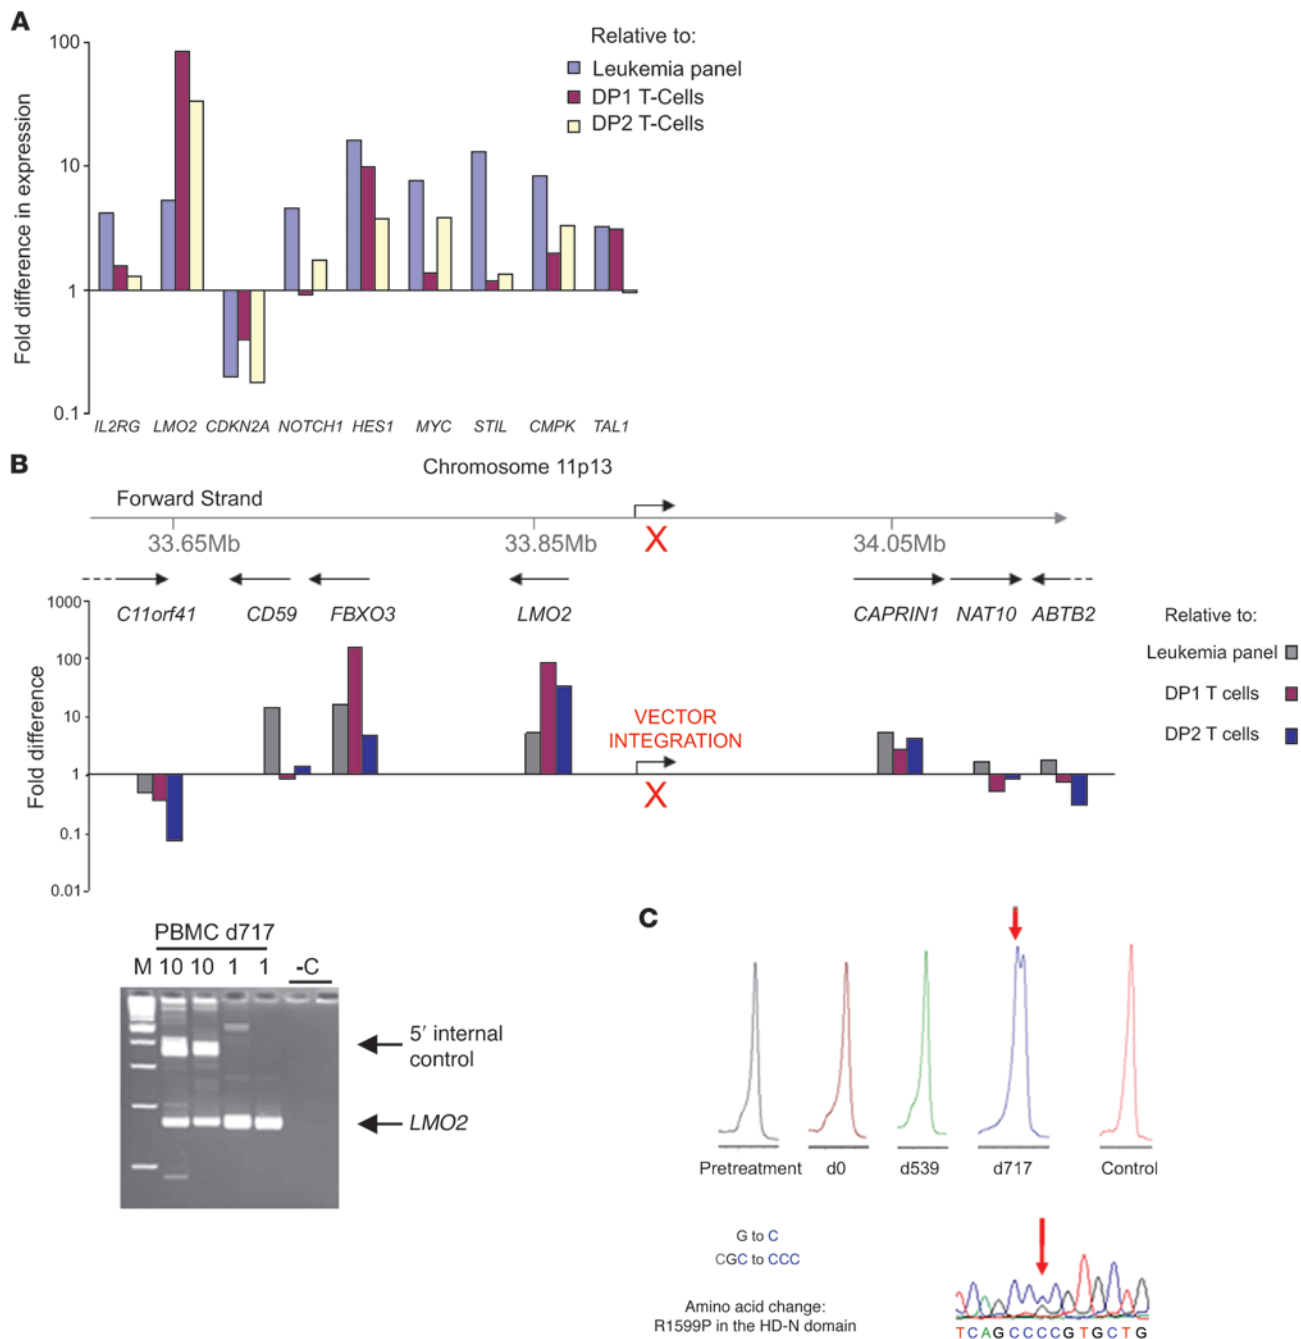 A
Relative to:
Leukemia panel
DP1 T-Cells
DP2 T-Cells
Fold difference in expression
100
10
1
0.1
IL2RG LMO2 CDKN2A NOTCH1 HES1 MYC STIL CMPK TAL1
B
Chromosome 11p13
Forward Strand
33.65Mb 33.85Mb X 34.05Mb
C11orf41 CD59 FBXO3 LMO2 CAPRIN1 NAT10 ABTB2
Relative to:
Leukemia panel
DP1 T cells
DP2 T cells
Fold difference
1000
100
10
1
0.1
0.01
VECTOR
INTEGRATION
X
PBMC d717
M 10 10 1 1 -C
5′ internal
control
LMO2
C
Pretreatment d0 d539 d717 Control
G to C
CGC to CCC
Amino acid change:
R1599P in the HD-N domain
TCAGCCCCGTGCTG